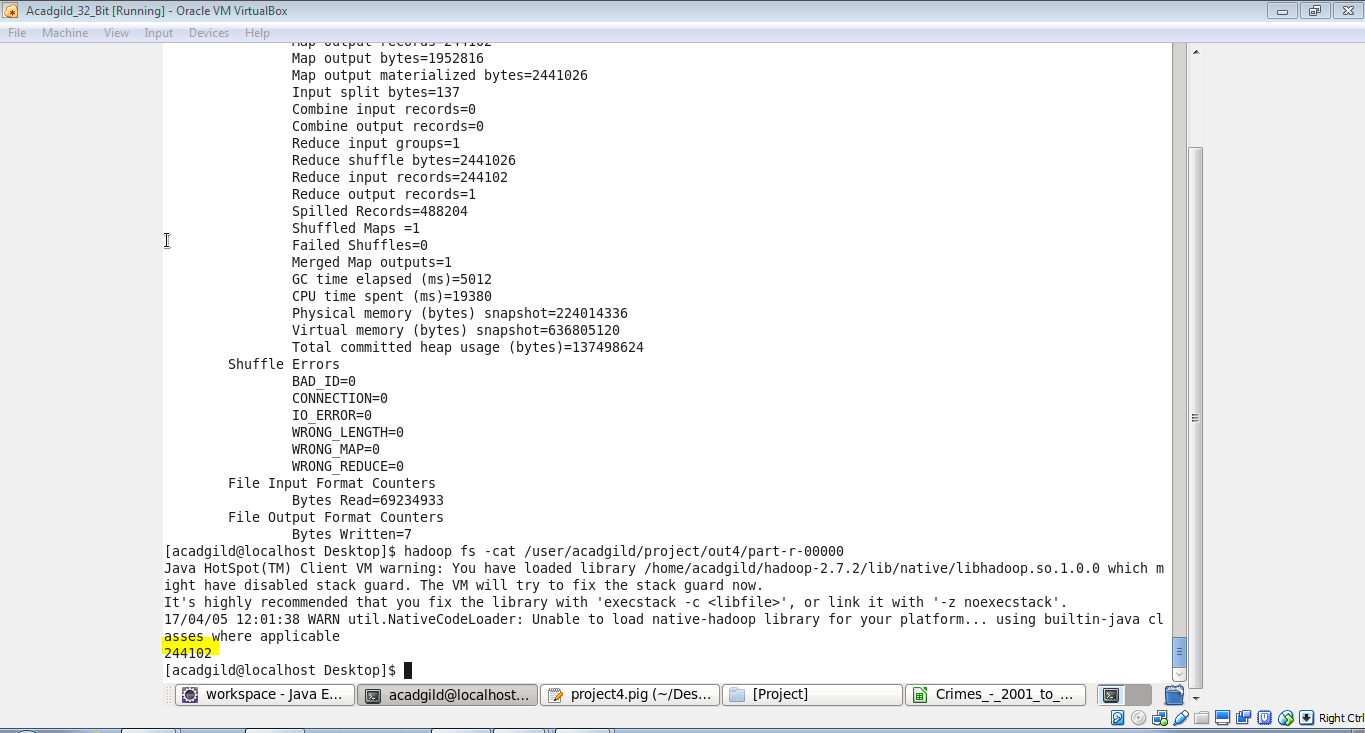 Acadgild_32_Bit [Running] - Oracle VM VirtualBox
File Machine View Input Devices Help
Map output records=244102
Map output bytes=1952816
Map output materialized bytes=2441026
Input split bytes=137
Combine input records=0
Combine output records=0
Reduce input groups=1
Reduce shuffle bytes=2441026
Reduce input records=244102
Reduce output records=1
Spilled Records=488204
Shuffled Maps =1
Failed Shuffles=0
Merged Map outputs=1
GC time elapsed (ms)=5012
CPU time spent (ms)=19380
Physical memory (bytes) snapshot=224014336
Virtual memory (bytes) snapshot=636805120
Total committed heap usage (bytes)=137498624
Shuffle Errors
BAD_ID=0
CONNECTION=0
IO_ERROR=0
WRONG_LENGTH=0
WRONG_MAP=0
WRONG_REDUCE=0
File Input Format Counters
Bytes Read=69234933
File Output Format Counters
Bytes Written=7
[acadgild@localhost Desktop]$ hadoop fs -cat /user/acadgild/project/out4/part-r-00000
Java HotSpot(TM) Client VM warning: You have loaded library /home/acadgild/hadoop-2.7.2/lib/native/libhadoop.so.1.0.0 which m
ight have disabled stack guard. The VM will try to fix the stack guard now.
It's highly recommended that you fix the library with 'execstack -c <libfile>', or link it with '-z noexecstack'.
17/04/05 12:01:38 WARN util.NativeCodeLoader: Unable to load native-hadoop library for your platform... using builtin-java cl
asses where applicable
244102
[acadgild@localhost Desktop]$
workspace - Java E... acadgild@localhost... project4.pig (~/Des... [Project] Crimes_-_2001_to_...
Right Ctrl